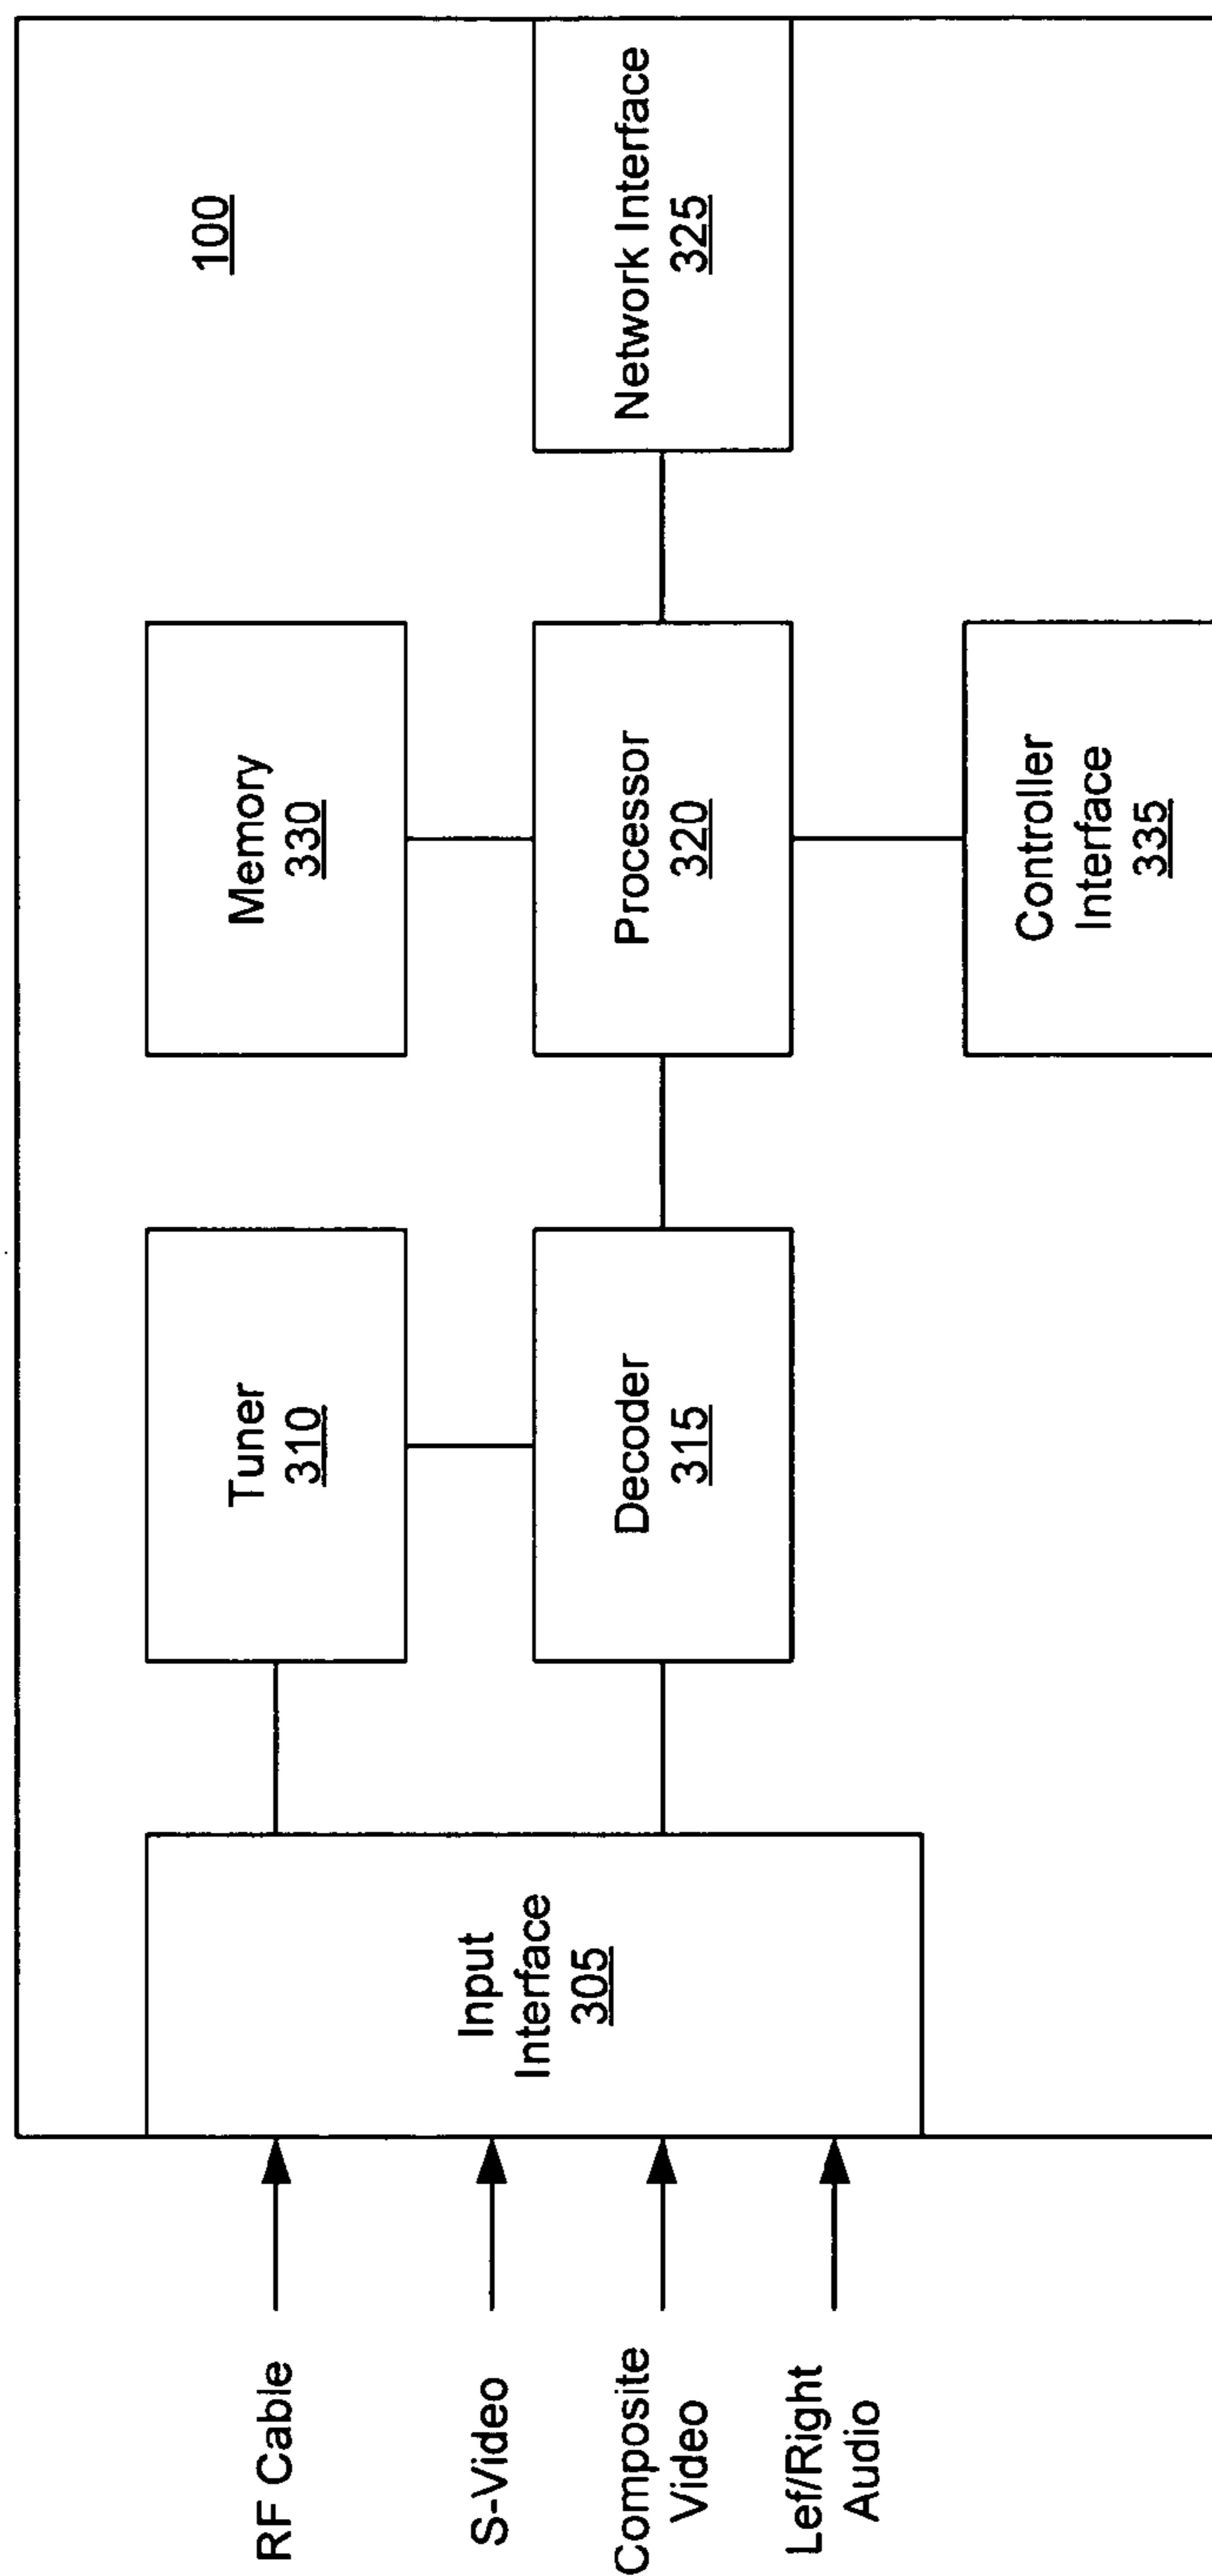 100
RF Cable
S-Video
Composite
Video
Lef/Right
Audio
Input
Interface
305
Tuner
310
Decoder
315
Memory
330
Processor
320
Controller
Interface
335
Network Interface
325